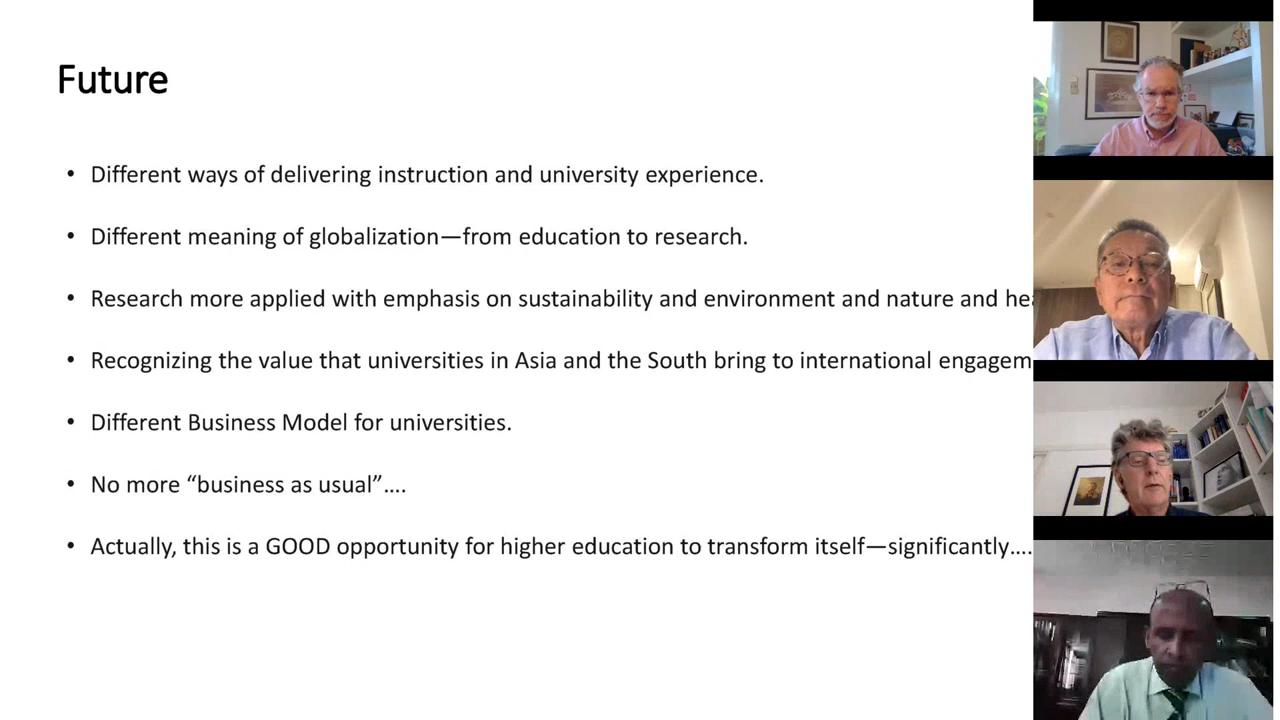 Future
• Different ways of delivering instruction and university experience.
• Different meaning of globalization—from education to research.
• Research more applied with emphasis on sustainability and environment and nature and
• Recognizing the value that universities in Asia and the South bring to international
• Different Business Model for universities.
• No more “business as usual”….
• Actually, this is a GOOD opportunity for higher education to transform itself—significantly….